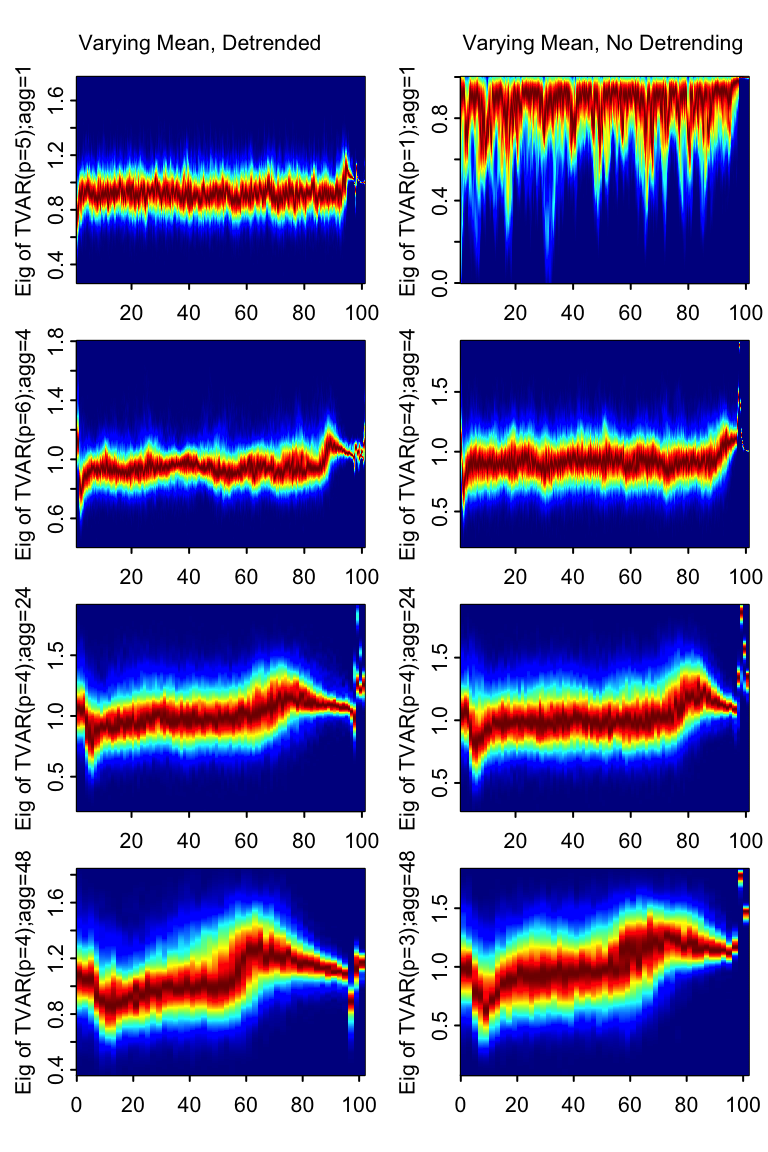 Varying Mean, Detrended
Varying Mean, No Detrending
Eig of TVAR(p=5);agg=1
0.4 0.8 1.2 1.6
20 40 60 80 100
Eig of TVAR(p=1);agg=1
0.0 0.4 0.8
20 40 60 80 100
Eig of TVAR(p=6);agg=4
0.6 1.0 1.4 1.8
20 40 60 80 100
Eig of TVAR(p=4);agg=4
0.5 1.0 1.5
20 40 60 80 100
Eig of TVAR(p=4);agg=24
0.5 1.0 1.5
20 40 60 80 100
Eig of TVAR(p=4);agg=24
0.5 1.0 1.5
20 40 60 80 100
Eig of TVAR(p=4);agg=48
0.4 0.8 1.2 1.6
0 20 40 60 80 100
Eig of TVAR(p=3);agg=48
0.5 1.0 1.5
0 20 40 60 80 100